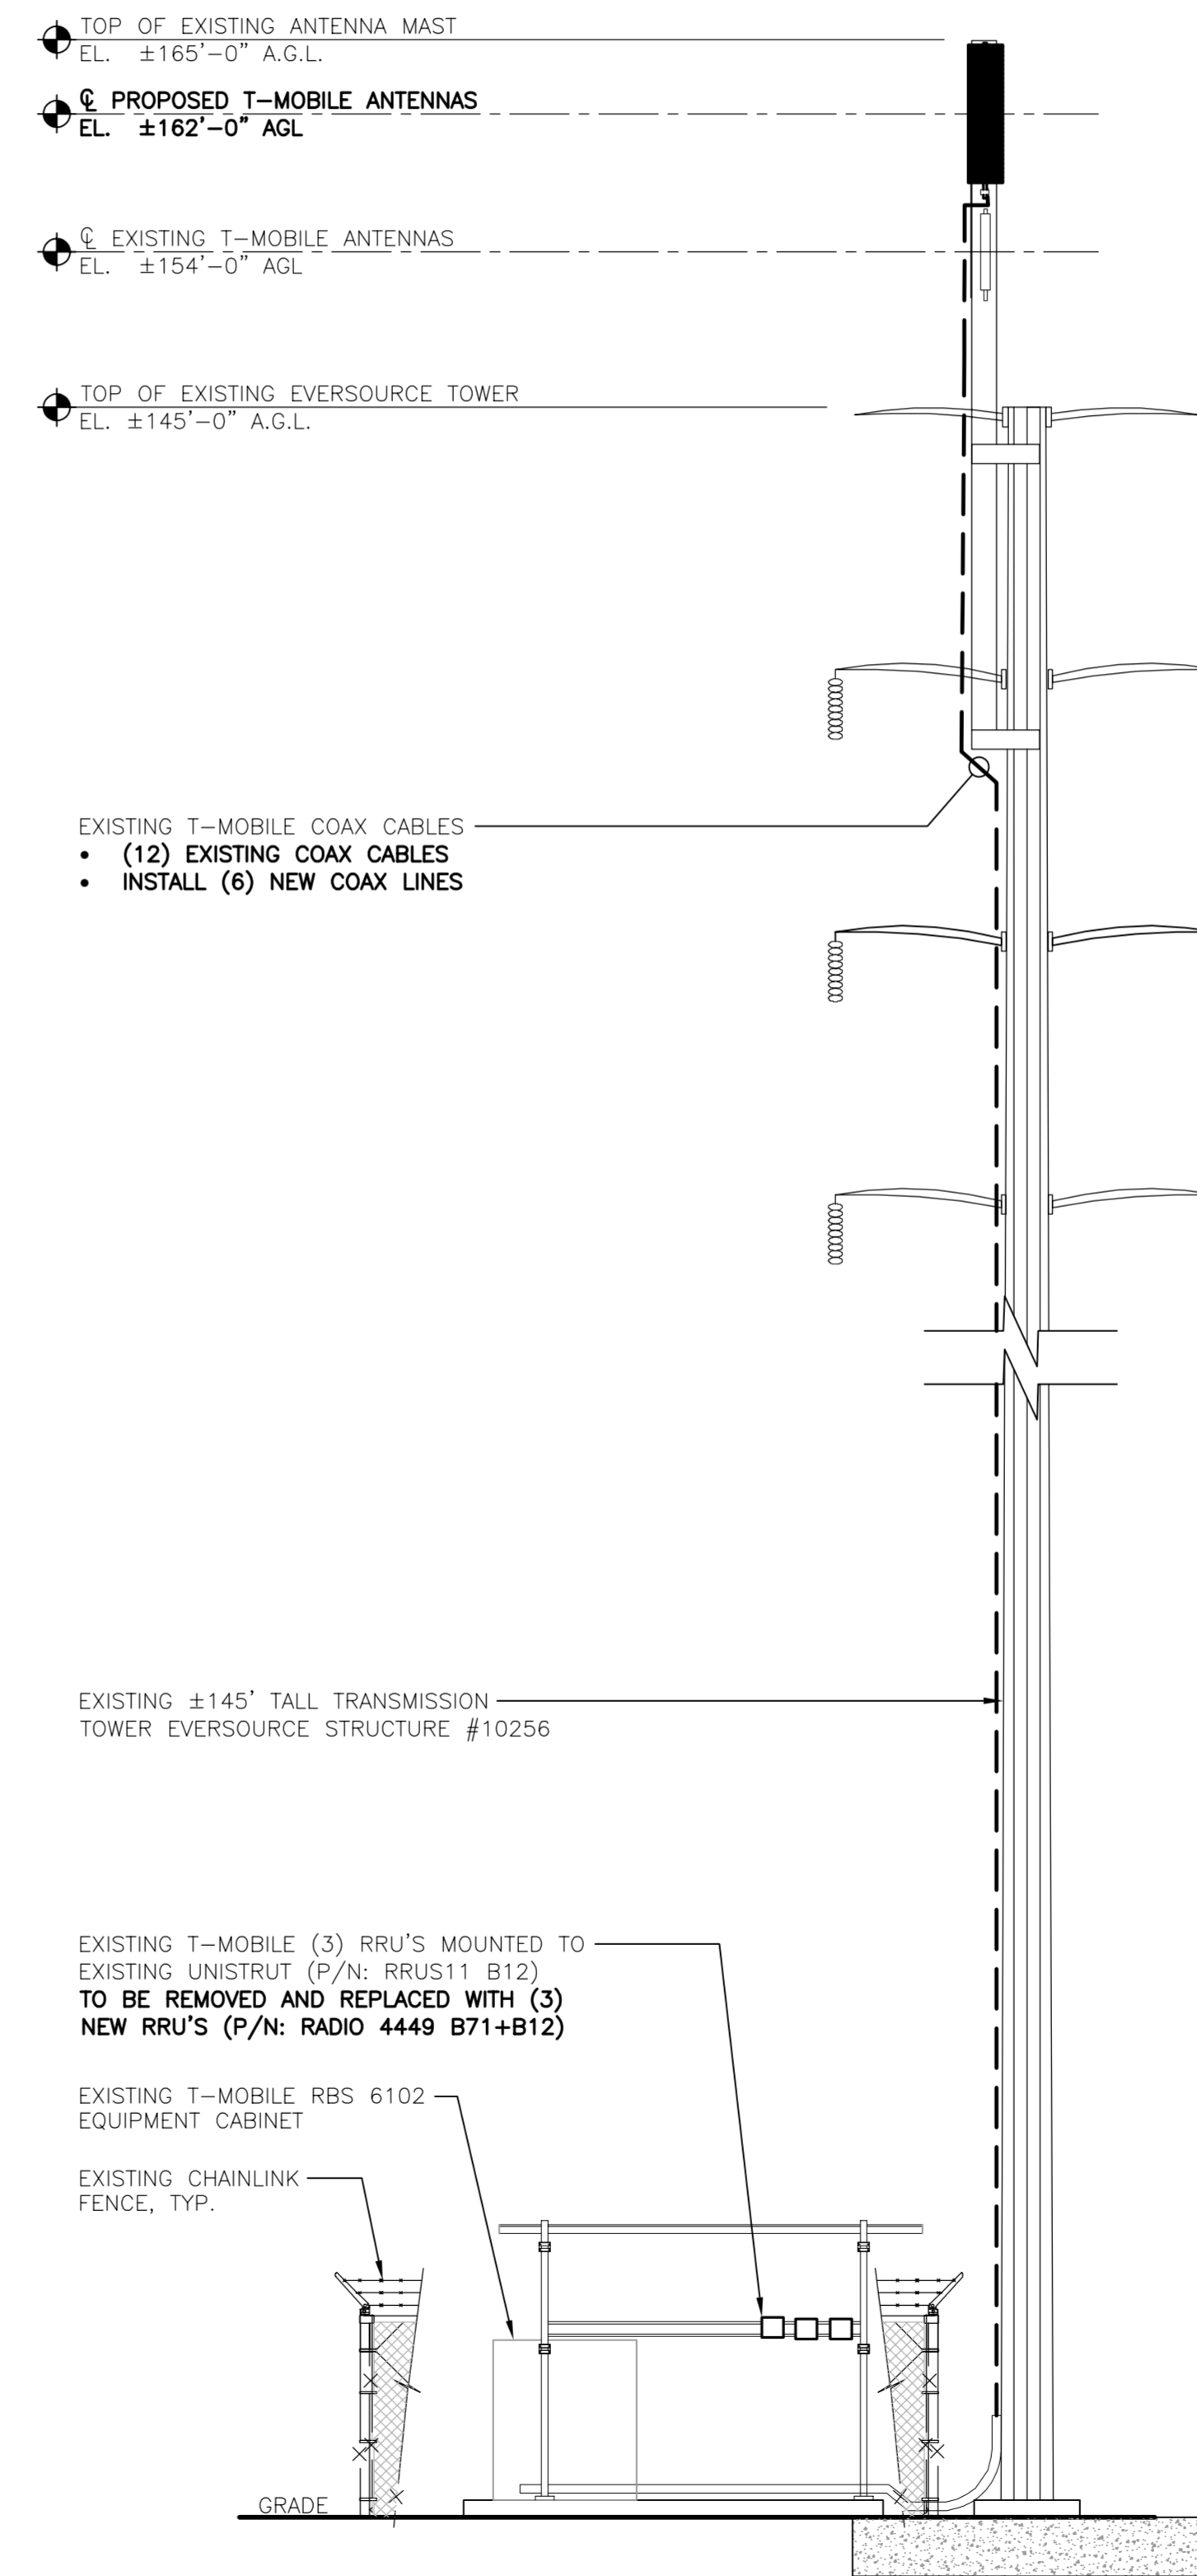 TOP OF EXISTING ANTENNA MAST
EL. ±165'-0" A.G.L.
℄ PROPOSED T-MOBILE ANTENNAS
EL. ±162'-0" AGL
℄ EXISTING T-MOBILE ANTENNAS
EL. ±154'-0" AGL
TOP OF EXISTING EVERSOURCE TOWER
EL. ±145'-0" A.G.L.
EXISTING T-MOBILE COAX CABLES
• (12) EXISTING COAX CABLES
• INSTALL (6) NEW COAX LINES
EXISTING ±145' TALL TRANSMISSION
TOWER EVERSOURCE STRUCTURE #10256
EXISTING T-MOBILE (3) RRU'S MOUNTED TO
EXISTING UNISTRUT (P/N: RRUS11 B12)
TO BE REMOVED AND REPLACED WITH (3)
NEW RRU'S (P/N: RADIO 4449 B71+B12)
EXISTING T-MOBILE RBS 6102
EQUIPMENT CABINET
EXISTING CHAINLINK
FENCE, TYP.
GRADE